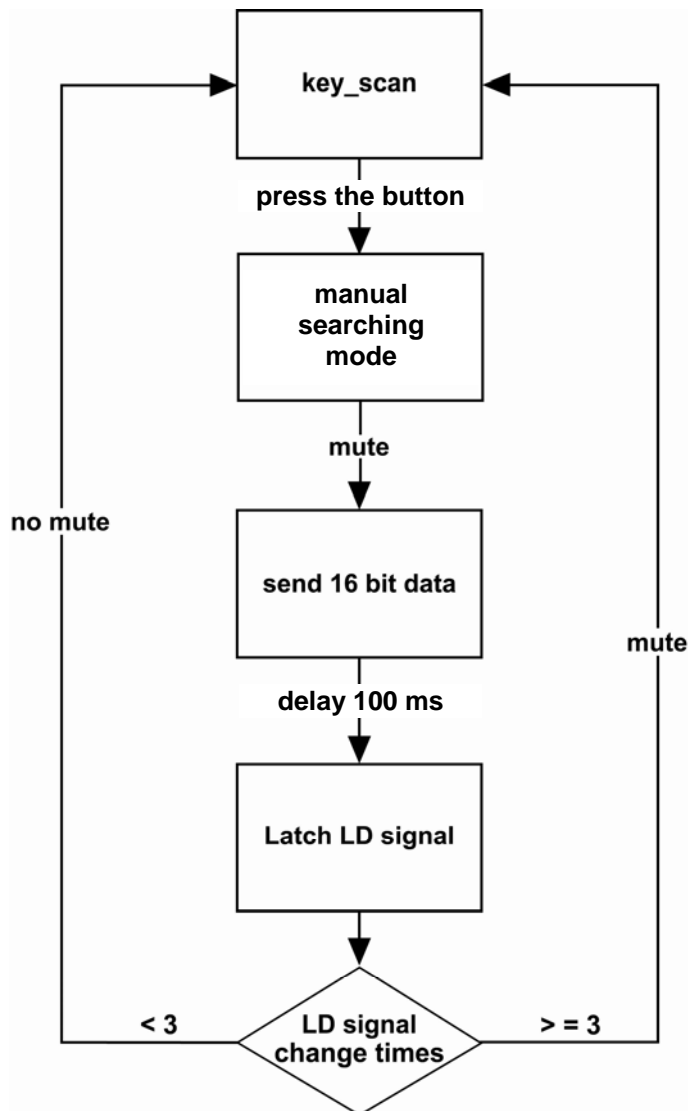 key_scan
press the button
manual
searching
mode
mute
no mute
send 16 bit data
mute
delay 100 ms
Latch LD signal
< 3
LD signal
change times
> = 3